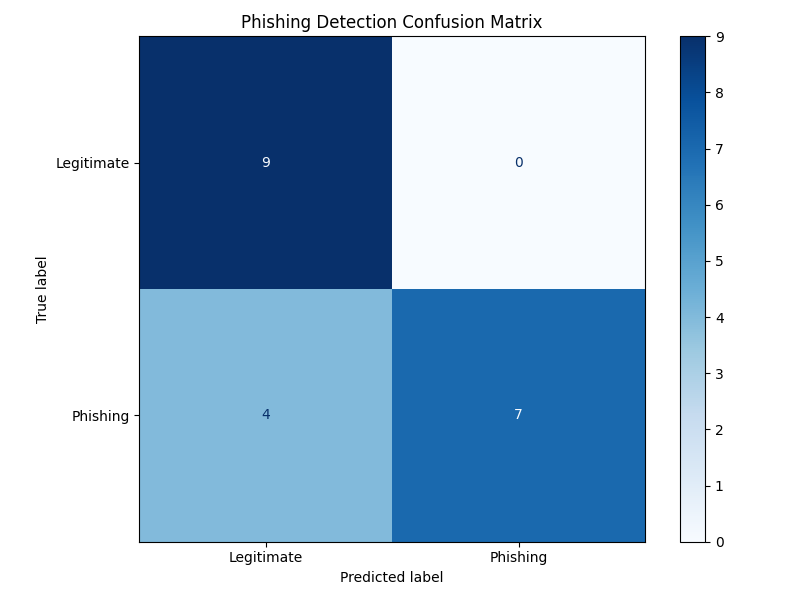 Phishing Detection Confusion Matrix
True label
Legitimate
Phishing
9
0
4
7
Legitimate
Phishing
Predicted label
9
8
7
6
5
4
3
2
1
0